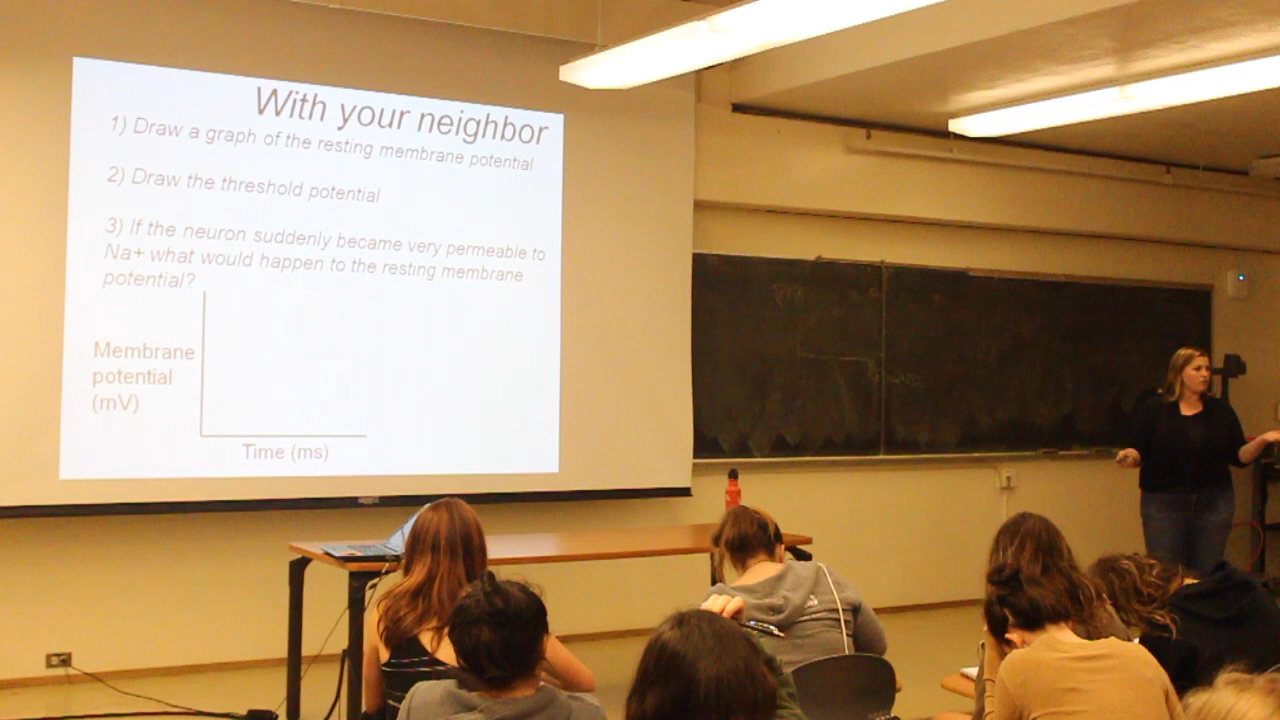 With your neighbor
1) Draw a graph of the resting membrane potential
2) Draw the threshold potential
3) If the neuron suddenly became very permeable to
Na+ what would happen to the resting membrane
potential?
Membrane
potential
(mV)
Time (ms)